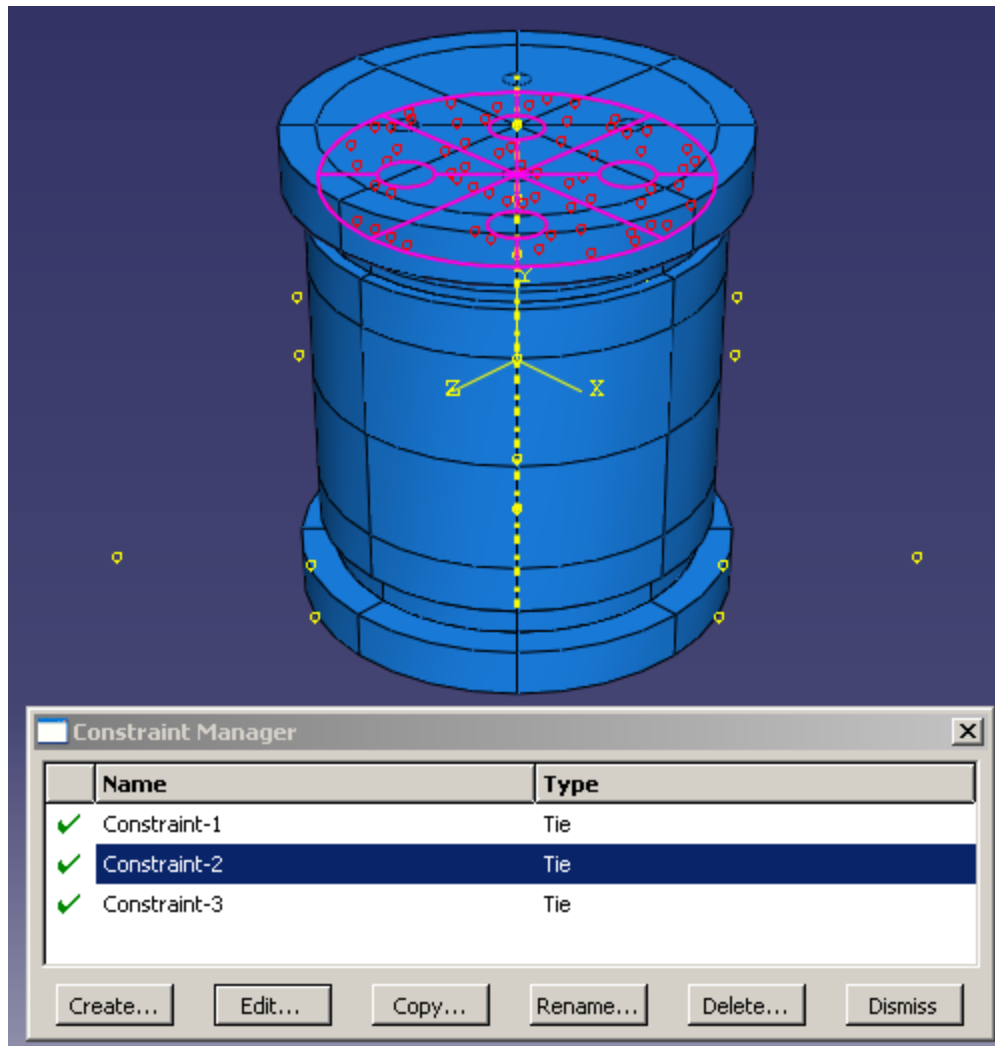 Y
Z X
Constraint Manager
Name Type
Constraint-1 Tie
Constraint-2 Tie
Constraint-3 Tie
Create... Edit... Copy... Rename... Delete... Dismiss